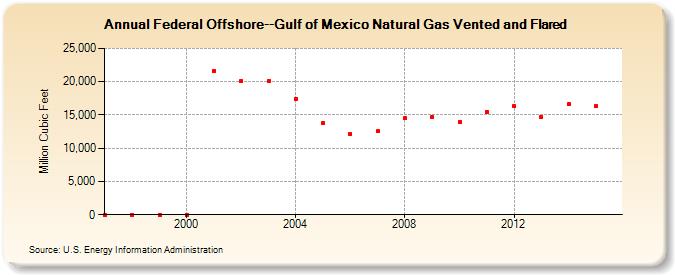 Annual Federal Offshore--Gulf of Mexico Natural Gas Vented and Flared
Million Cubic Feet
25,000
20,000
15,000
10,000
5,000
0
2000 2004 2008 2012
Source: U.S. Energy Information Administration